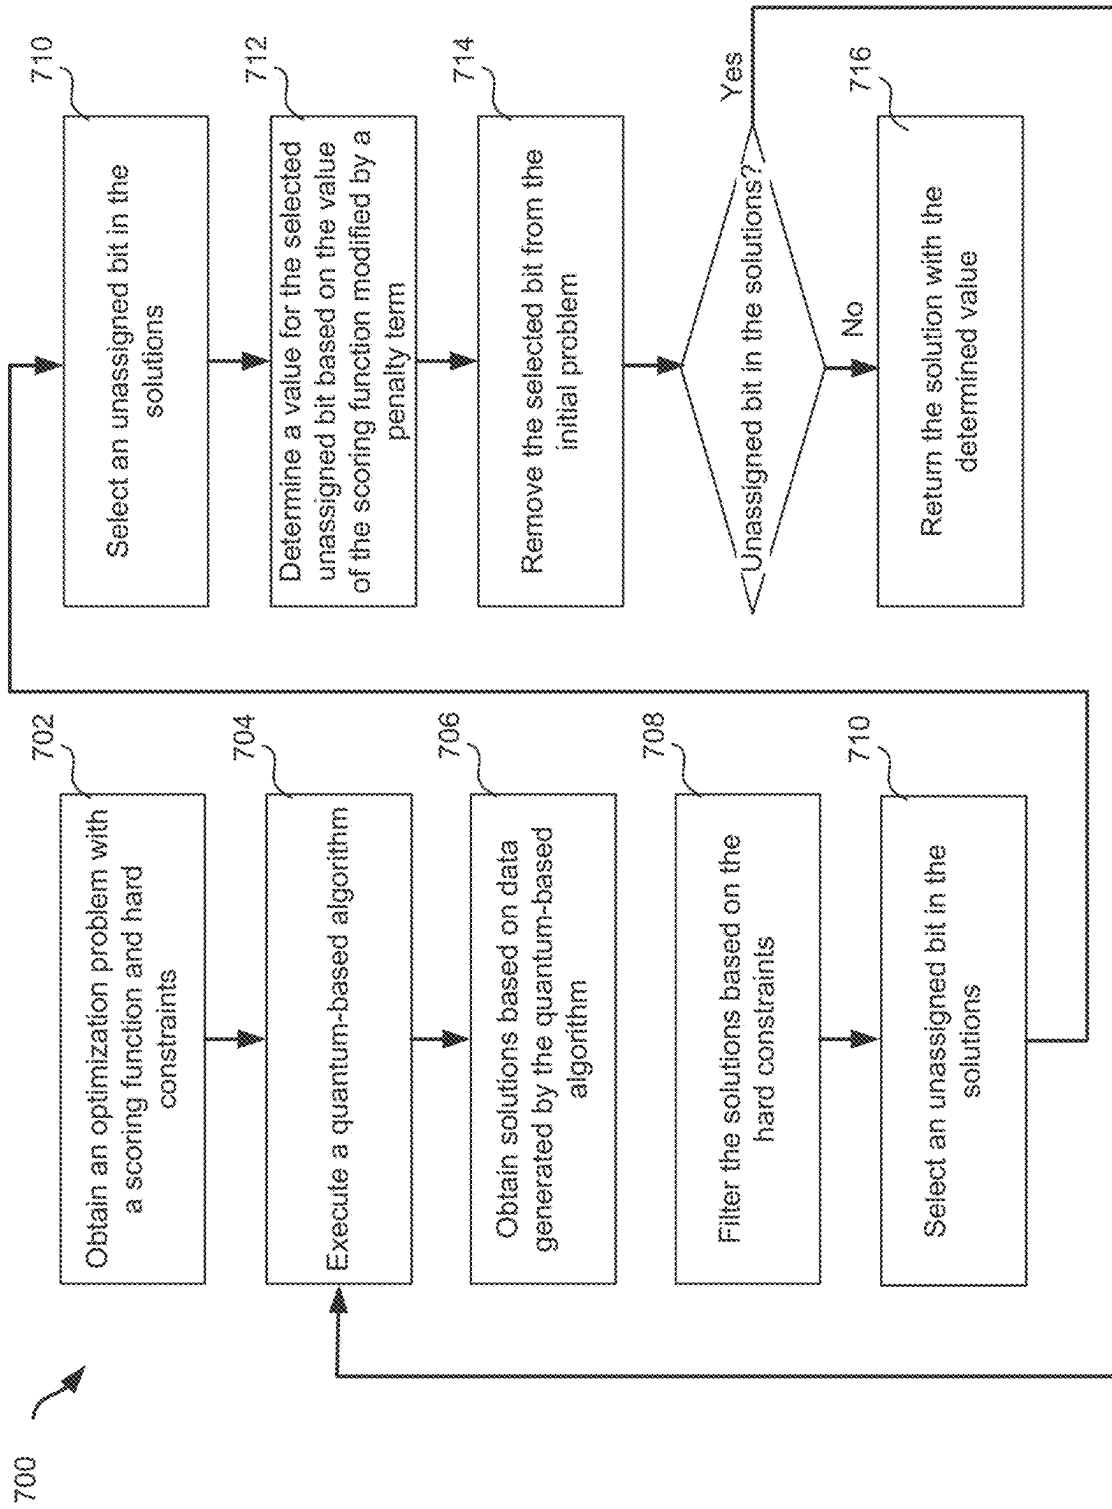 700
702
Obtain an optimization problem with
a scoring function and hard
constraints
704
Execute a quantum-based algorithm
706
Obtain solutions based on data
generated by the quantum-based
algorithm
708
Filter the solutions based on the
hard constraints
710
Select an unassigned bit in the
solutions
710
Select an unassigned bit in the
solutions
712
Determine a value for the selected
unassigned bit based on the value
of the scoring function modified by a
penalty term
714
Remove the selected bit from the
initial problem
Unassigned bit in the solutions?
Yes
No
716
Return the solution with the
determined value